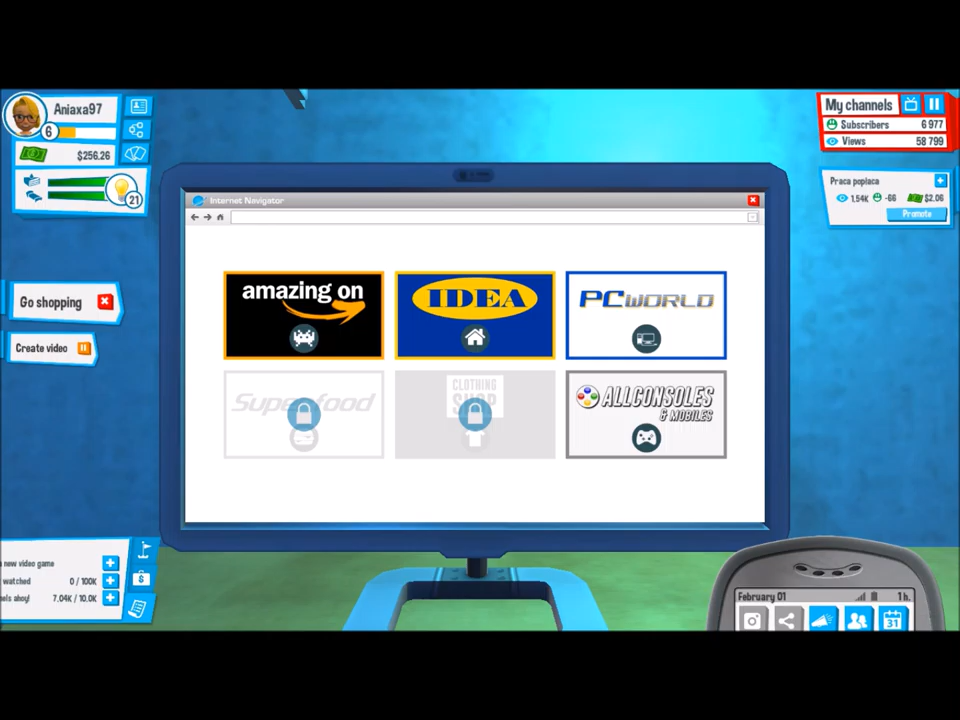 Aniaxa97
6
$256.26
21
My channels
Subscribers 6 977
Views 58 799
Praca popłaca
1,54K -66 $2.06
Promote
Internet Navigator
Go shopping
Create video
amazing on
IDEA
PCWORLD
Superfood
CLOTHING
SHOP
ALLCONSOLES
& MOBILES
new video game
watched 0 / 100K
nels ahoy! 7.04K / 10.0K
February 01 1 h.
31